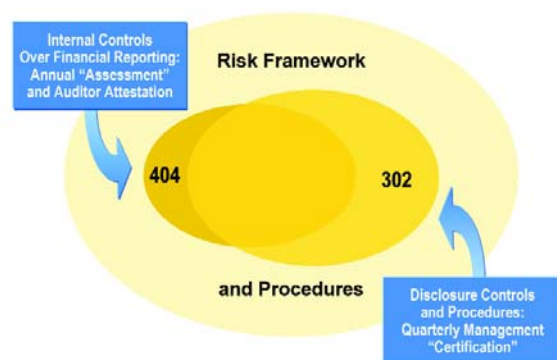 Internal Controls
Over Financial Reporting:
Annual “Assessment”
and Auditor Attestation
Risk Framework
404
302
and Procedures
Disclosure Controls
and Procedures:
Quarterly Management
“Certification”